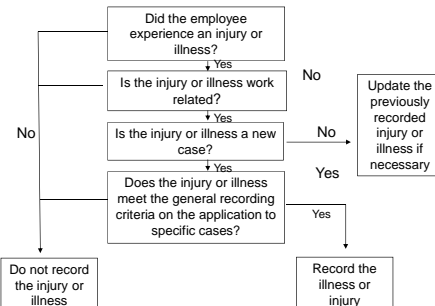 Did the employee
experience an injury or
illness?
Yes
No
Is the injury or illness work
related?
Yes
Update the
previously
recorded
injury or
illness if
necessary
No
Is the injury or illness a new
case?
No
Yes
Yes
Does the injury or illness
meet the general recording
criteria on the application to
specific cases?
Yes
Do not record
the injury or
illness
Record the
illness or
injury